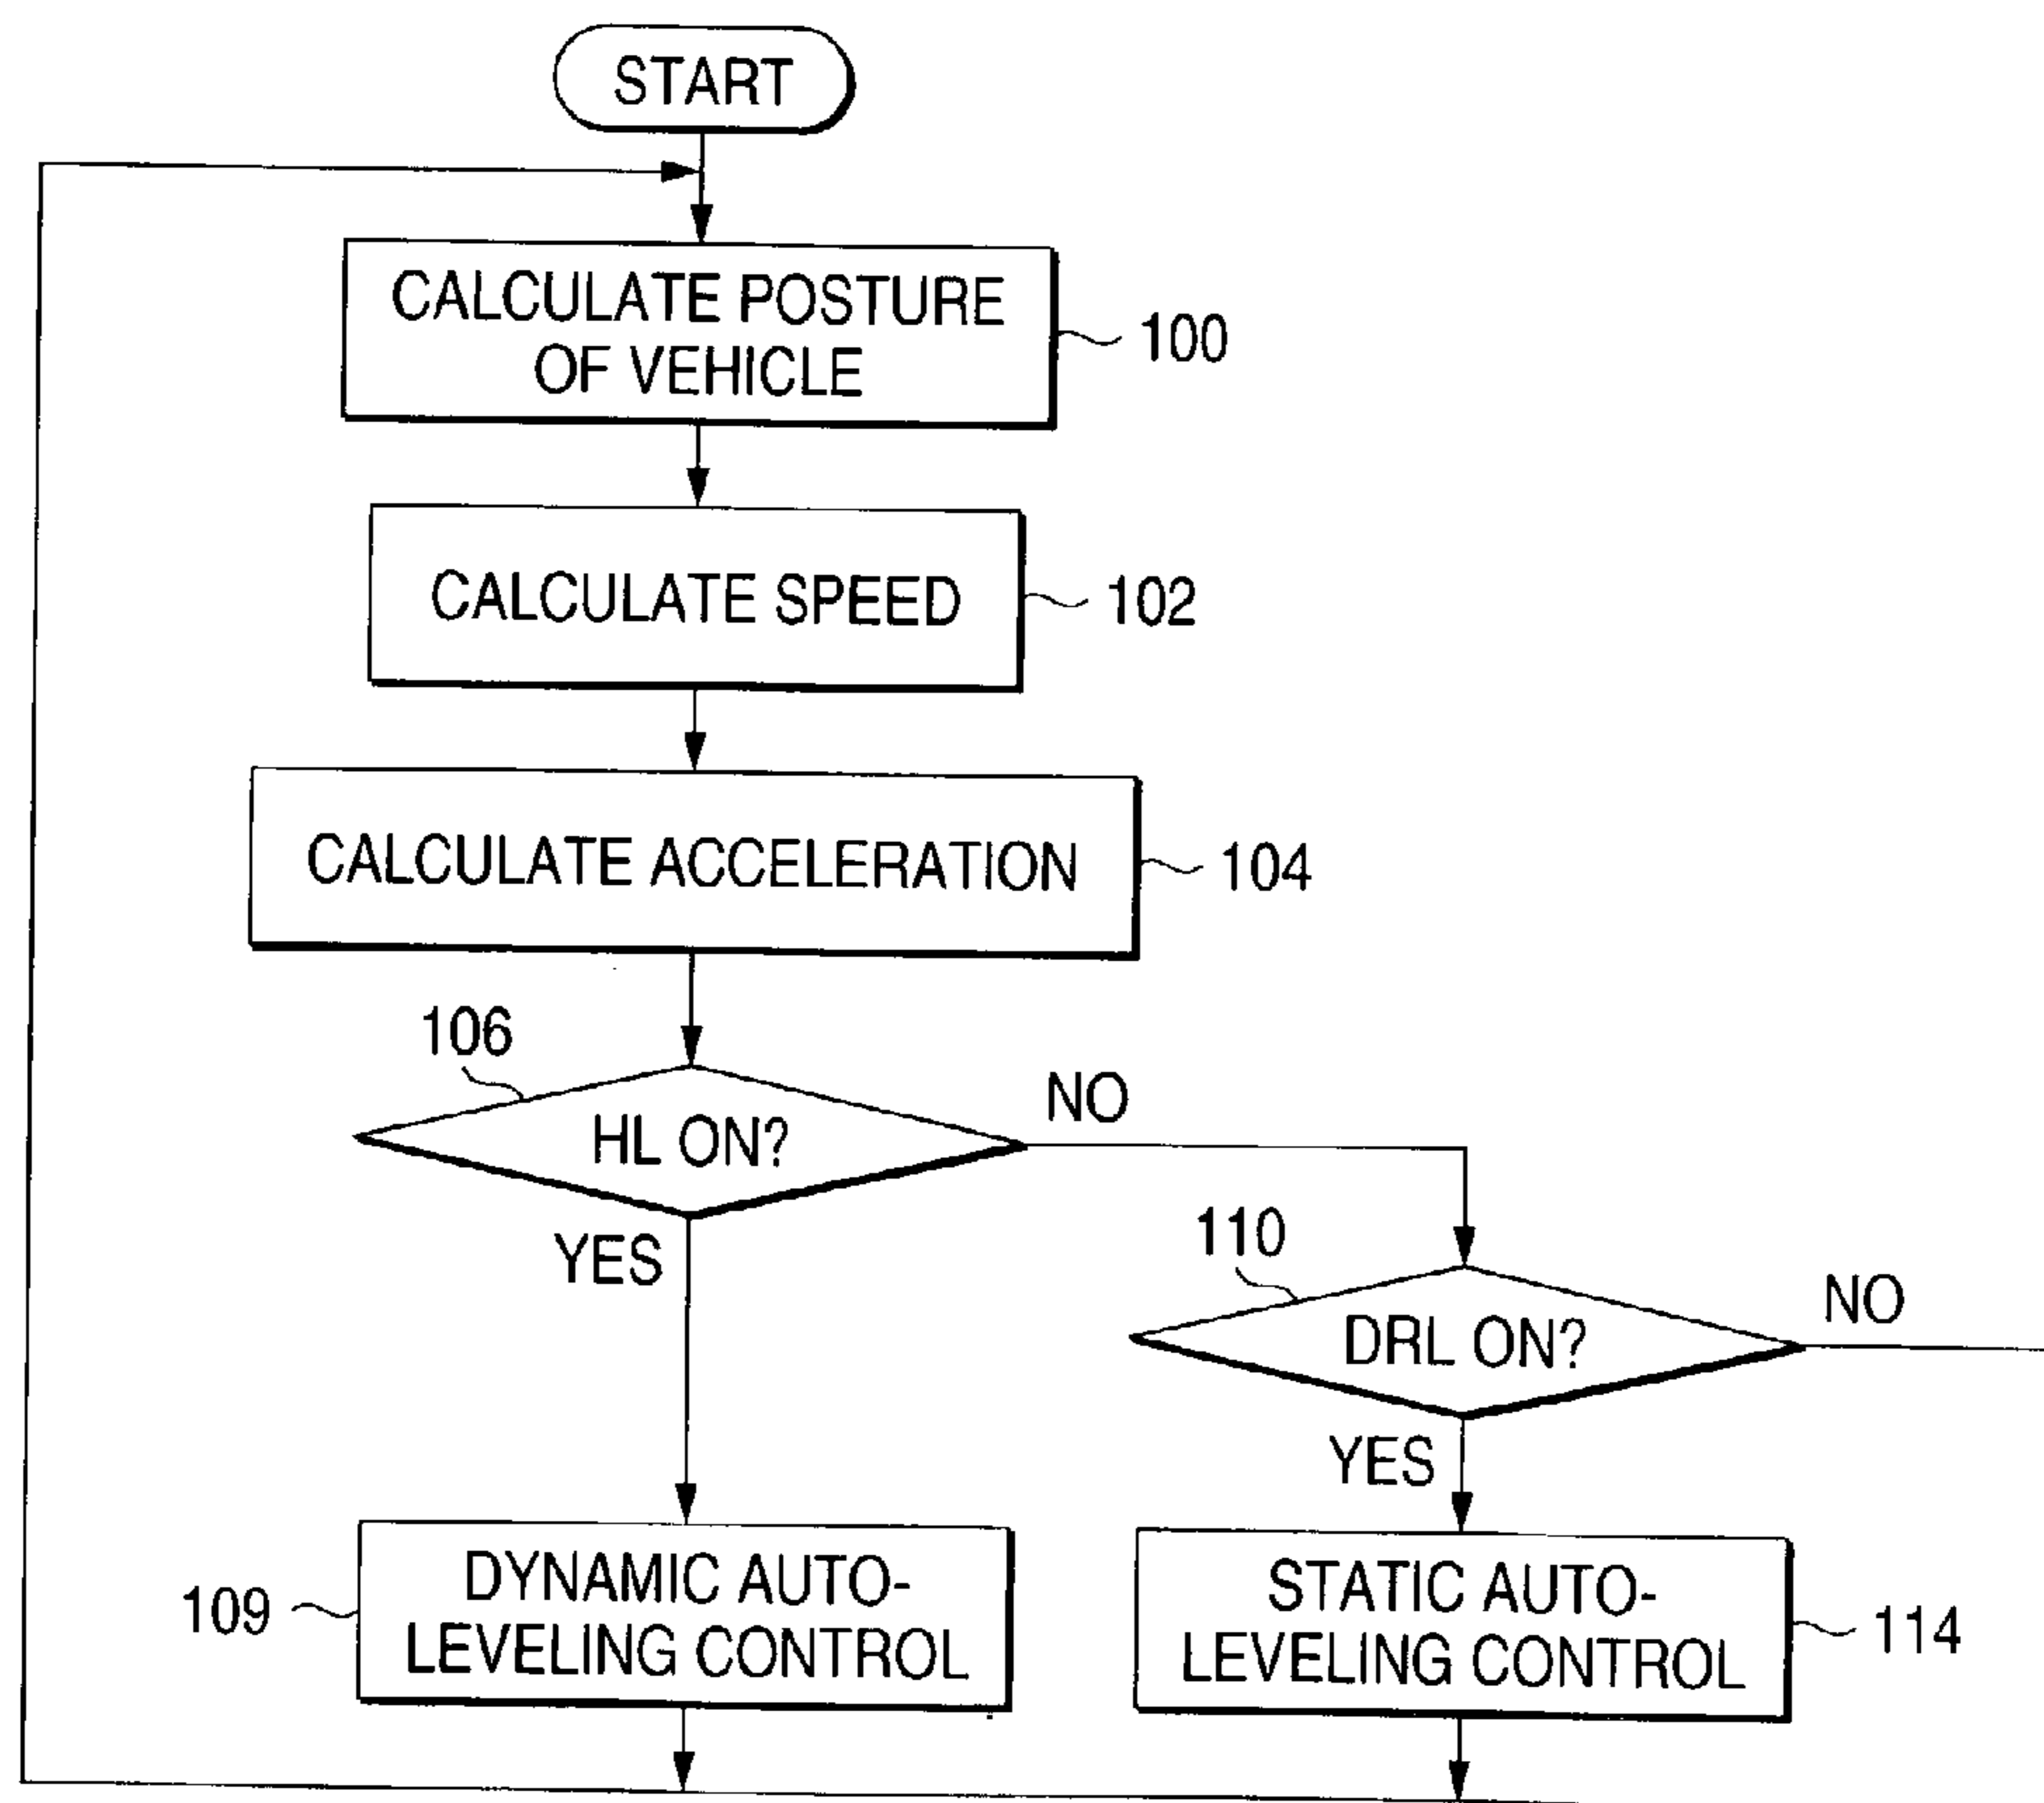 START
CALCULATE POSTURE
OF VEHICLE
100
CALCULATE SPEED
102
CALCULATE ACCELERATION
104
106
HL ON?
NO
YES
110
DRL ON?
NO
YES
109
DYNAMIC AUTO-
LEVELING CONTROL
STATIC AUTO-
LEVELING CONTROL
114